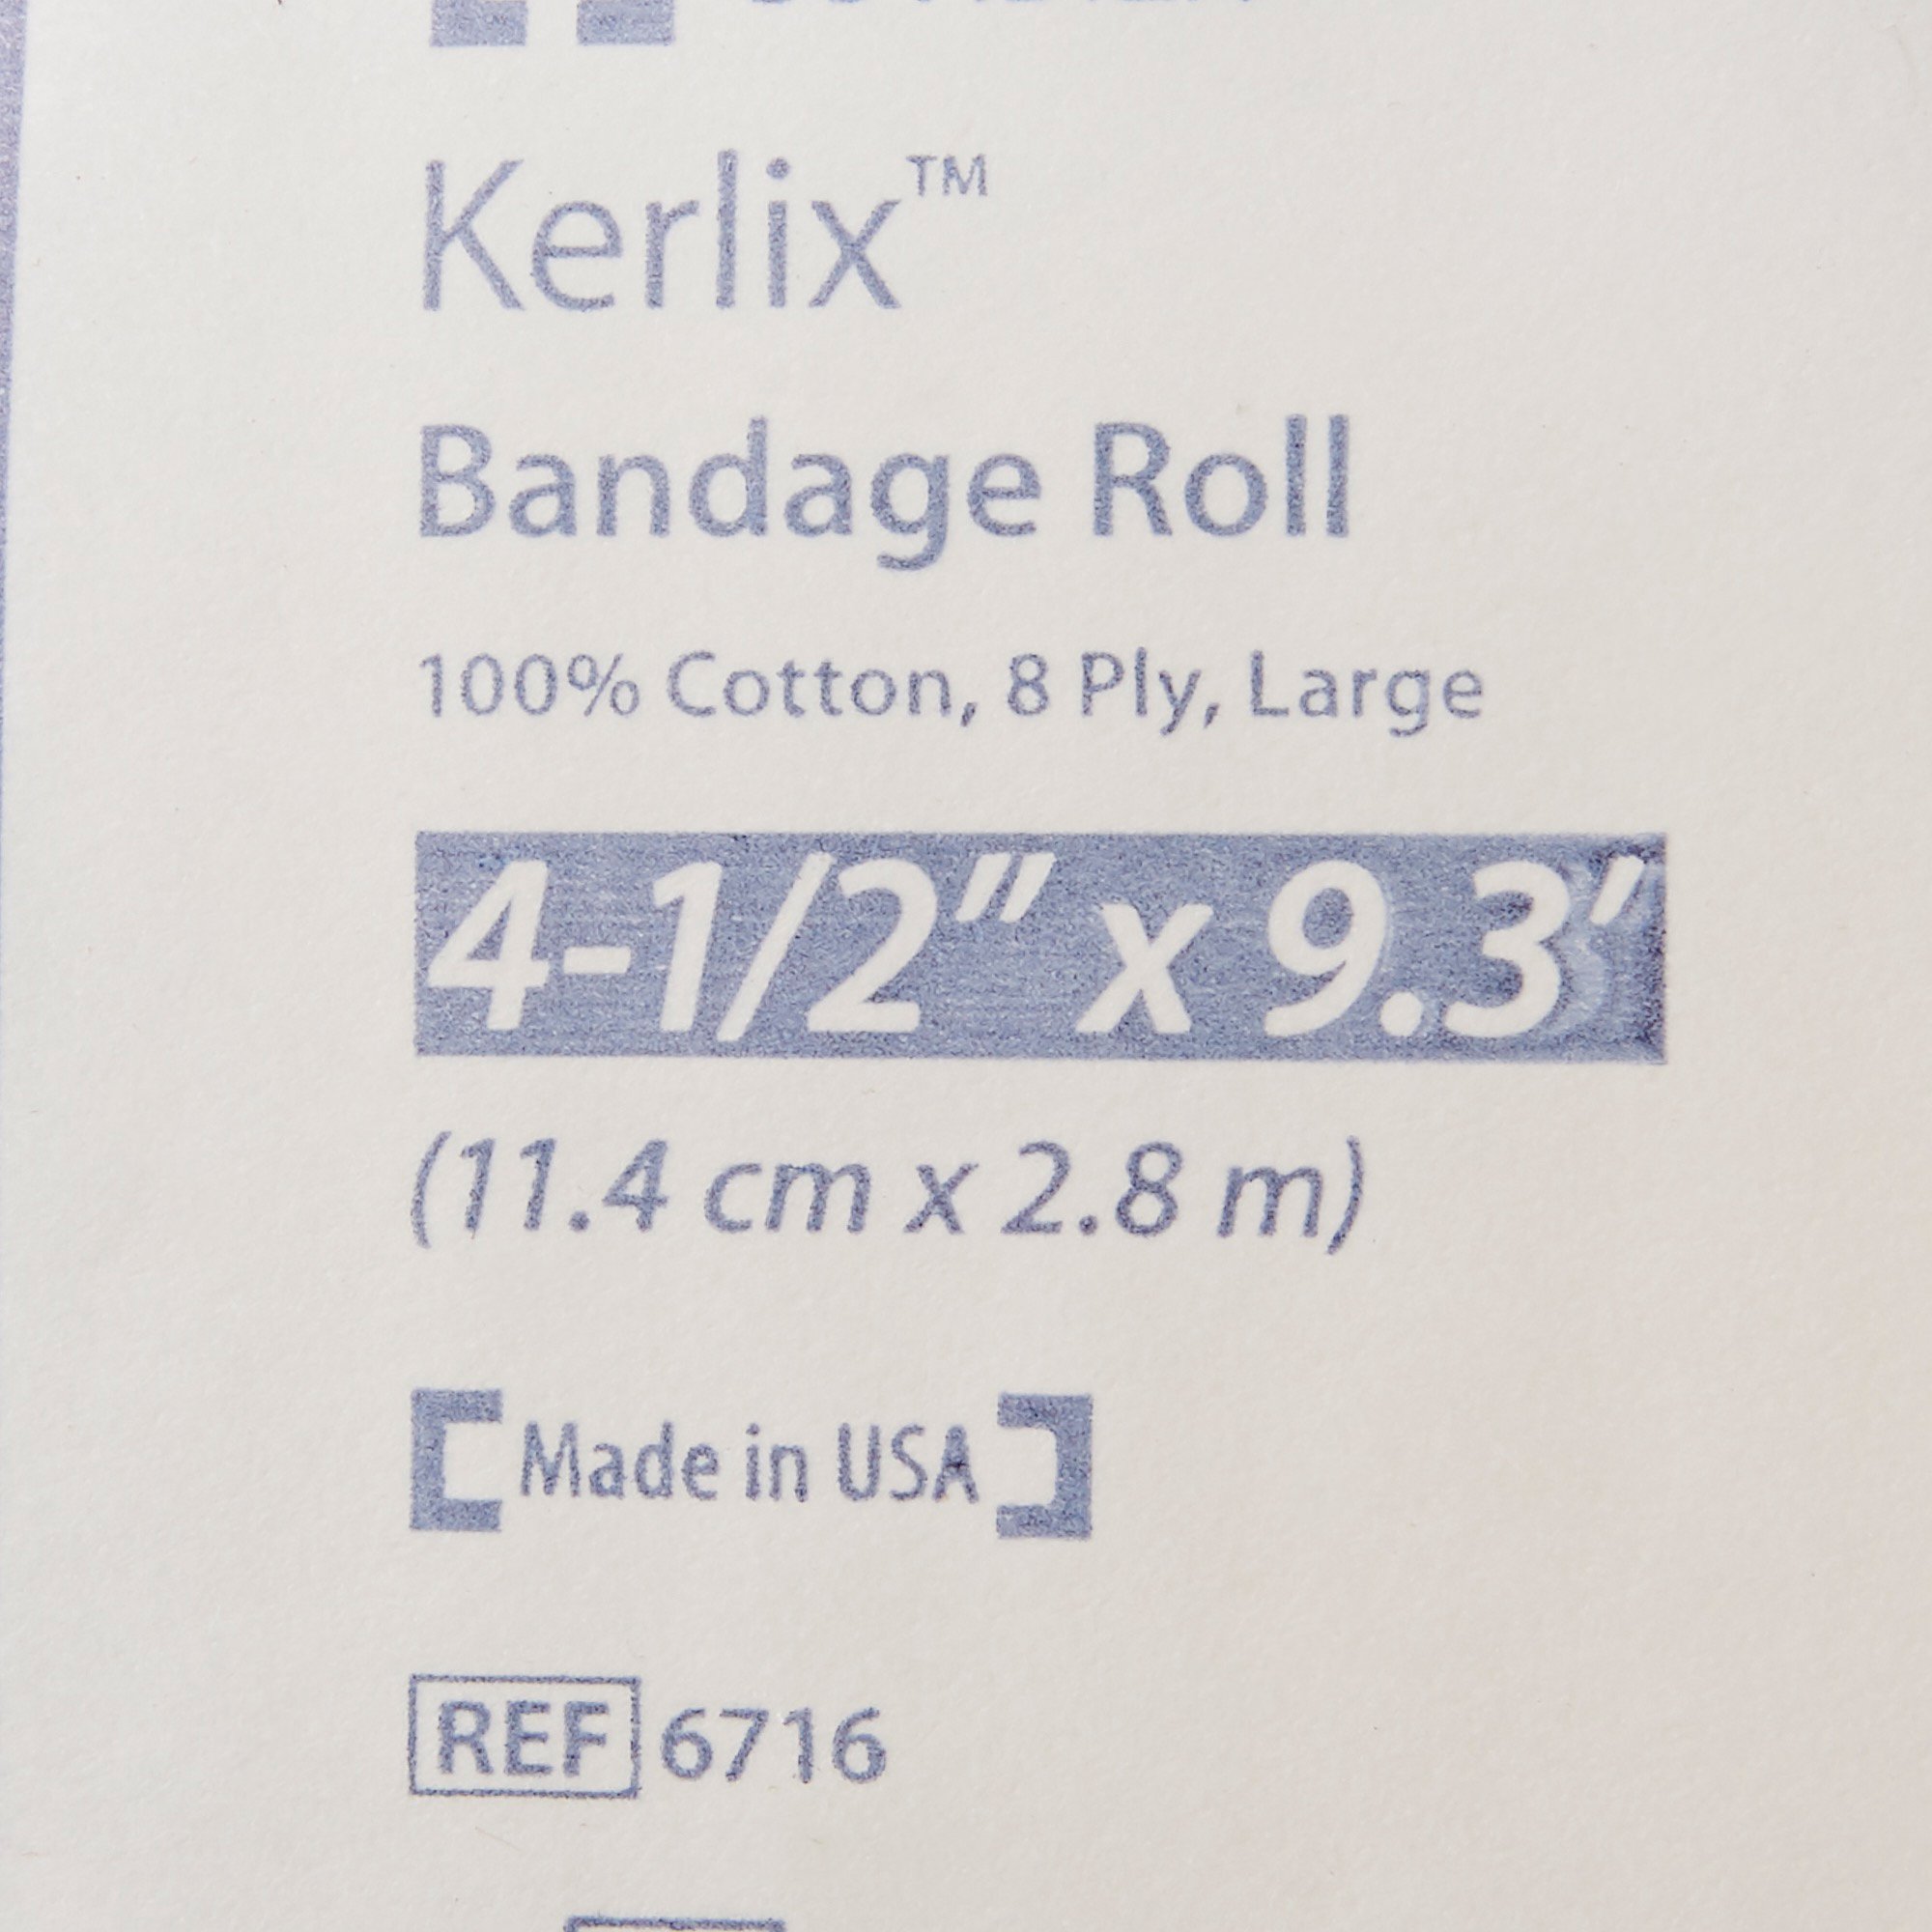 Kerlix™
Bandage Roll
100% Cotton, 8 Ply, Large
4-1/2” x 9.3’
(11.4 cm x 2.8 m)
Made in USA
REF 6716